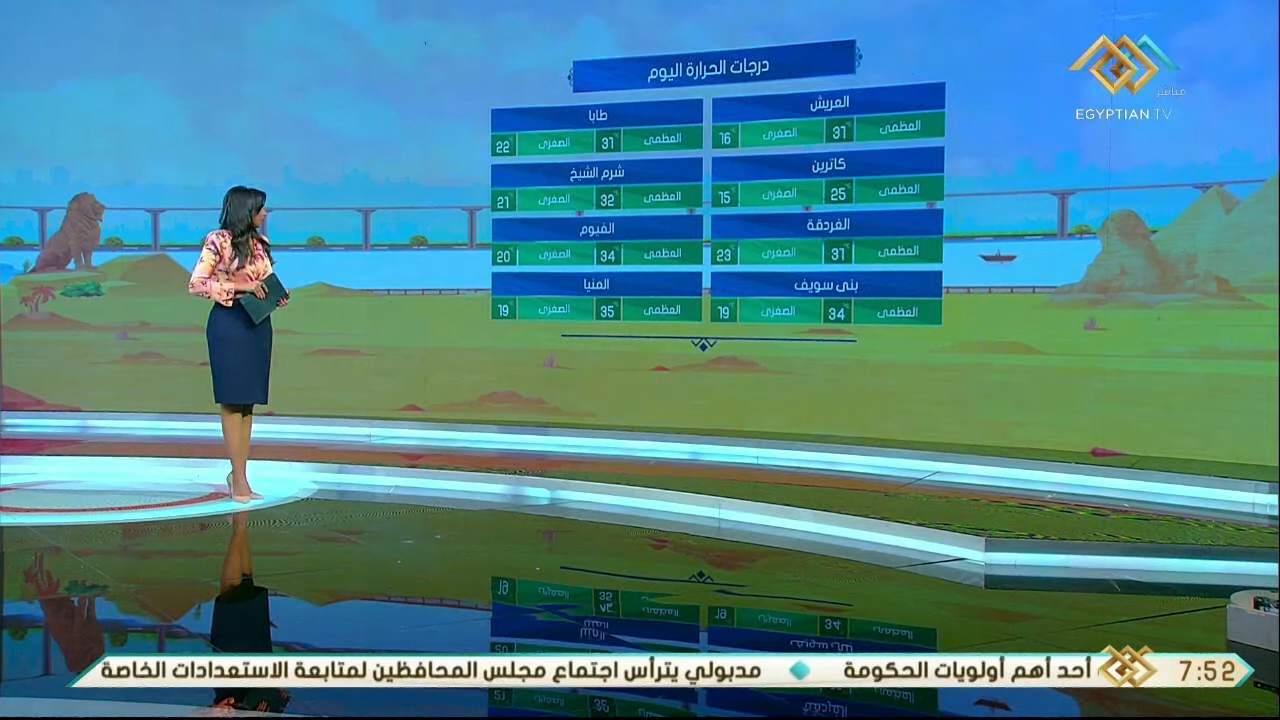 درجات الحرارة اليوم
مباشر
EGYPTIAN TV
العريش
العظمى 31° الصغرى 16°
طابا
العظمى 31° الصغرى 22°
كاترين
العظمى 25° الصغرى 15°
شرم الشيخ
العظمى 32° الصغرى 21°
الغردقة
العظمى 31° الصغرى 23°
الفيوم
العظمى 34° الصغرى 20°
بنى سويف
العظمى 34° الصغرى 19°
المنيا
العظمى 35° الصغرى 19°
7:52 أحد أهم أولويات الحكومة مدبولي يترأس اجتماع مجلس المحافظين لمتابعة الاستعدادات الخاصة